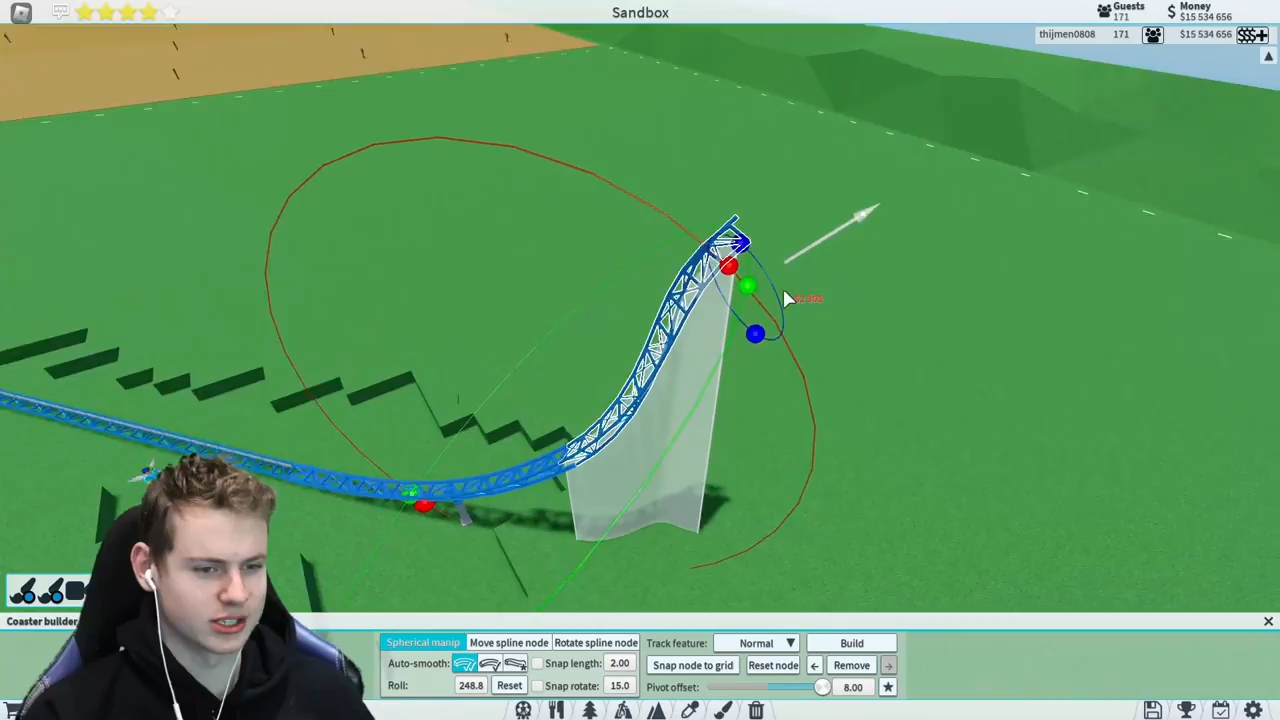 Sandbox
Guests
171
Money
$15 534 656
thijmen0808 171 $15 534 656
Coaster builder
Spherical manip Move spline node Rotate spline node Track feature: Normal Build
Auto-smooth: Snap length: 2.00 Snap node to grid Reset node Remove
Roll: 248.8 Reset Snap rotate: 15.0 Pivot offset: 8.00